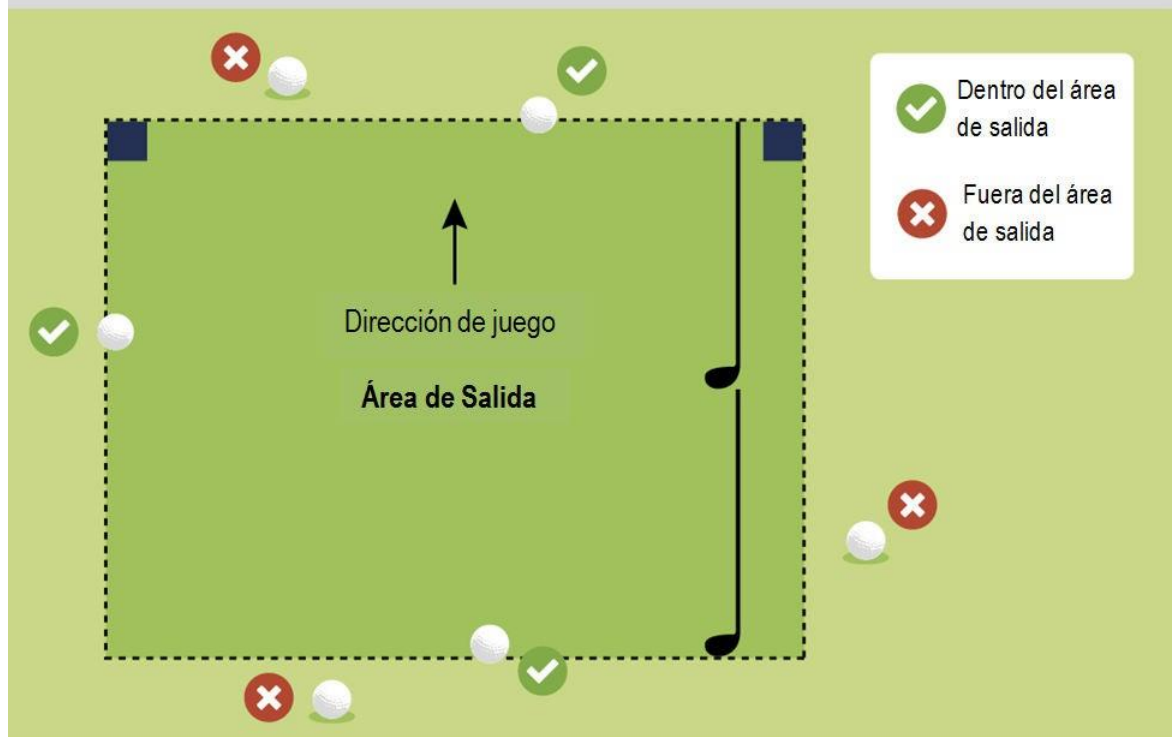 Dentro del área
de salida
Fuera del área
de salida
Dirección de juego
Área de Salida